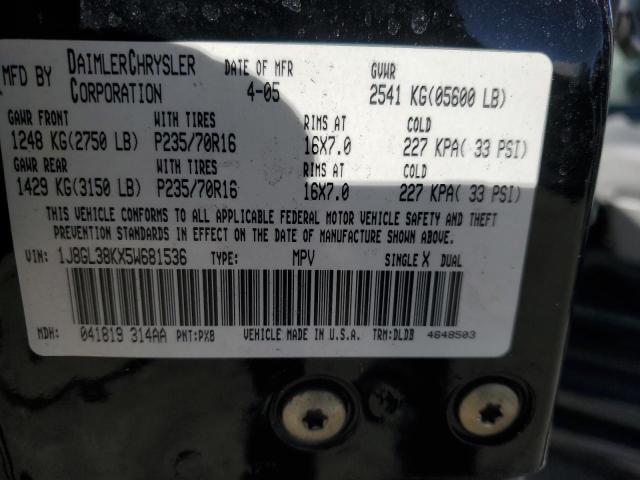 MFD BY DAIMLERCHRYSLER CORPORATION DATE OF MFR 4-05 GVWR 2541 KG(05600 LB)
GAWR FRONT WITH TIRES RIMS AT COLD
1248 KG(2750 LB) P235/70R16 16X7.0 227 KPA( 33 PSI)
GAWR REAR WITH TIRES RIMS AT COLD
1429 KG(3150 LB) P235/70R16 16X7.0 227 KPA( 33 PSI)
THIS VEHICLE CONFORMS TO ALL APPLICABLE FEDERAL MOTOR VEHICLE SAFETY AND THEFT
PREVENTION STANDARDS IN EFFECT ON THE DATE OF MANUFACTURE SHOWN ABOVE.
VIN: 1J8GL38KX5W681536 TYPE: MPV SINGLE X DUAL
MDH: 041819 314AA PNT:PX8 VEHICLE MADE IN U.S.A. TRM:DLDB 4648503